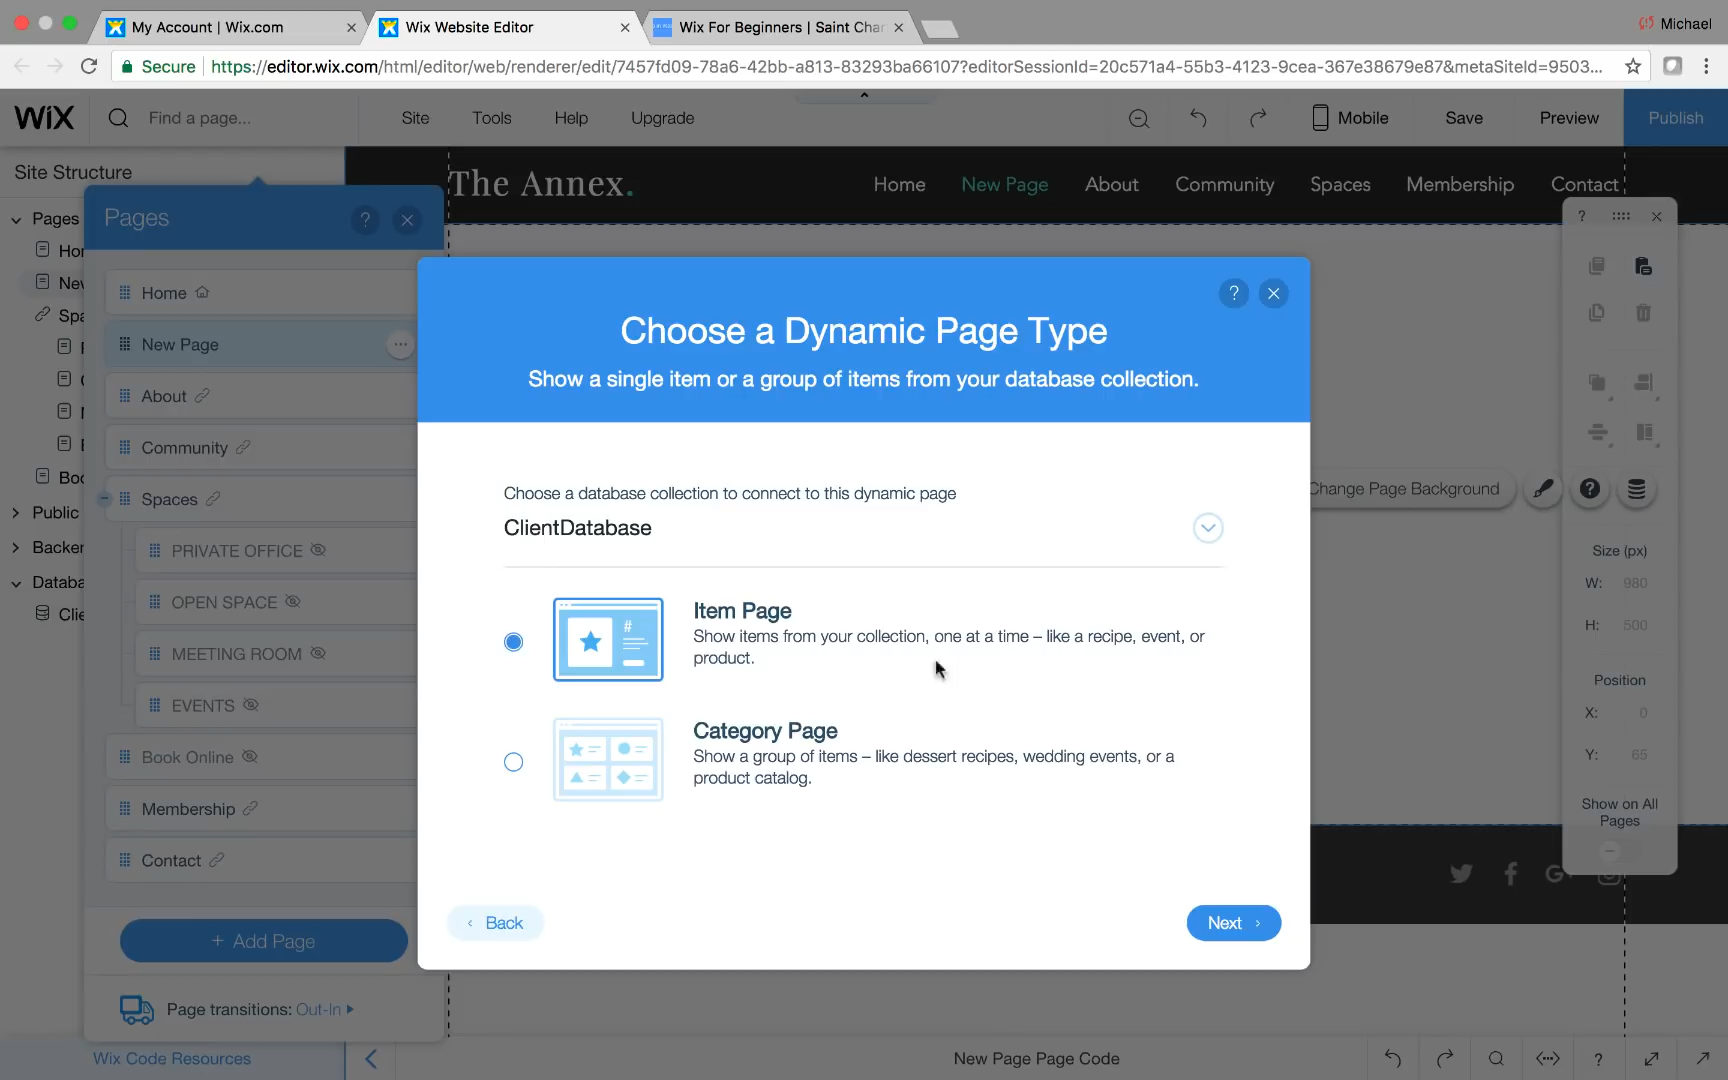 My Account | Wix.com
Wix Website Editor
Wix For Beginners | Saint Char
Michael
Secure
https://editor.wix.com/html/editor/web/renderer/edit/7457fd09-78a6-42bb-a813-83293ba66107?editorSessionId=20c571a4-55b3-4123-9cea-367e38679e87&metaSiteId=9503...
WiX
Find a page...
Site
Tools
Help
Upgrade
Mobile
Save
Preview
Publish
Site Structure
The Annex.
Home
New Page
About
Community
Spaces
Membership
Contact
Pages
Hor
Nev
Spa
Boo
Public
Backer
Databa
Clie
Pages
?
Home
New Page
About
Community
Spaces
PRIVATE OFFICE
OPEN SPACE
MEETING ROOM
EVENTS
Book Online
Membership
Contact
+ Add Page
Page transitions: Out-In
Wix Code Resources
?
Choose a Dynamic Page Type
Show a single item or a group of items from your database collection.
Choose a database collection to connect to this dynamic page
ClientDatabase
#
Item Page
Show items from your collection, one at a time – like a recipe, event, or
product.
Category Page
Show a group of items – like dessert recipes, wedding events, or a
product catalog.
Back
Next
Change Page Background
?
?
Size (px)
W: 980
H: 500
Position
X: 0
Y: 65
Show on All
Pages
New Page Page Code
?